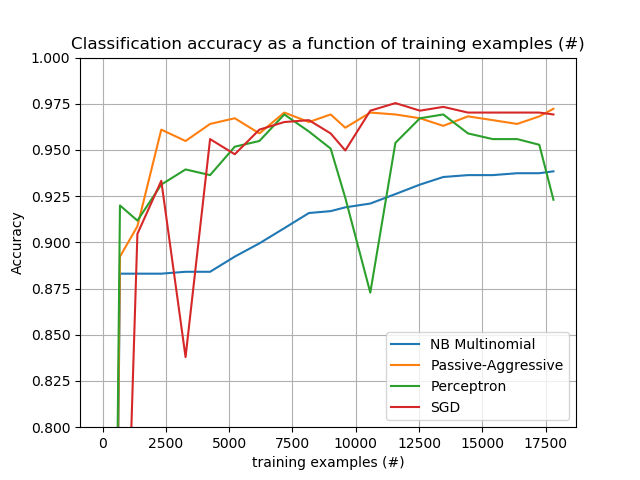 Classification accuracy as a function of training examples (#)
1.000
0.975
0.950
0.925
0.900
0.875
0.850
0.825
0.800
Accuracy
NB Multinomial
Passive-Aggressive
Perceptron
SGD
0 2500 5000 7500 10000 12500 15000 17500
training examples (#)